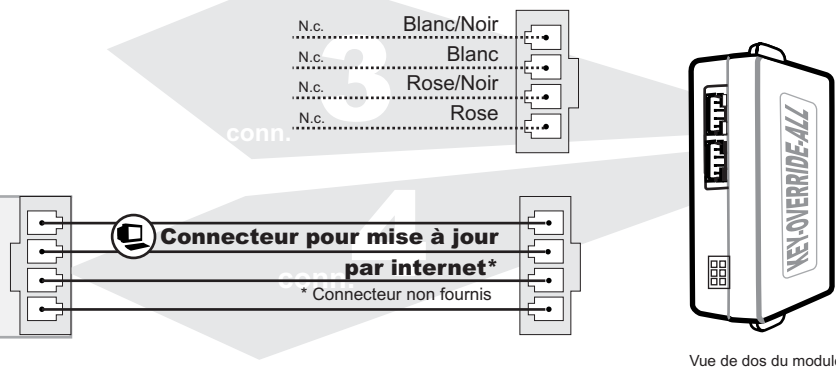 N.c. Blanc/Noir
N.c. Blanc
N.c. Rose/Noir
N.c. Rose
3
conn.
4
conn.
Connecteur pour mise à jour
par internet*
* Connecteur non fournis
KEY-OVERRIDE-ALL
Vue de dos du module